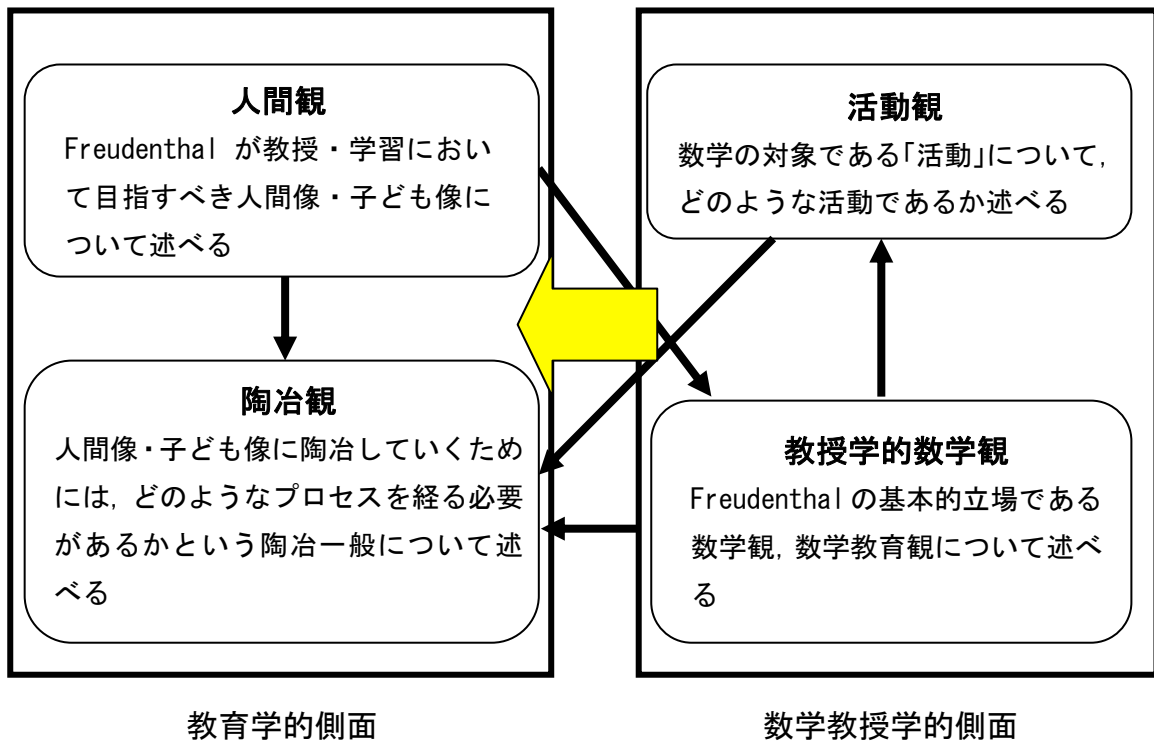 人間観
Freudenthal が教授・学習におい
て目指すべき人間像・子ども像に
ついて述べる
陶冶観
人間像・子ども像に陶冶していくため
には, どのようなプロセスを経る必要
があるかという陶冶一般について述
べる
活動観
数学の対象である「活動」について,
どのような活動であるか述べる
教授学的数学観
Freudenthal の基本的立場である
数学観, 数学教育観について述べ
る
教育学的側面
数学教授学的側面